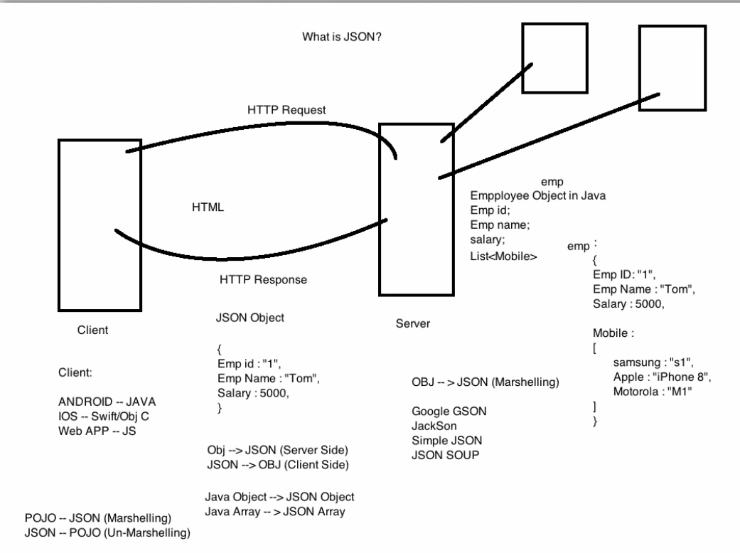 What is JSON?
HTTP Request
HTML
HTTP Response
Client
Server
emp
Empployee Object in Java
Emp id;
Emp name;
salary;
List<Mobile>
emp :
{
Emp ID: "1",
Emp Name : "Tom",
Salary : 5000,
Mobile :
[
samsung : "s1",
Apple : "iPhone 8",
Motorola : "M1"
]
}
JSON Object
{
Emp id : "1",
Emp Name : "Tom",
Salary : 5000,
}
Client:
ANDROID -- JAVA
IOS -- Swift/Obj C
Web APP -- JS
OBJ -- > JSON (Marshelling)
Google GSON
JackSon
Simple JSON
JSON SOUP
Obj --> JSON (Server Side)
JSON --> OBJ (Client Side)
Java Object --> JSON Object
Java Array -- > JSON Array
POJO -- JSON (Marshelling)
JSON -- POJO (Un-Marshelling)